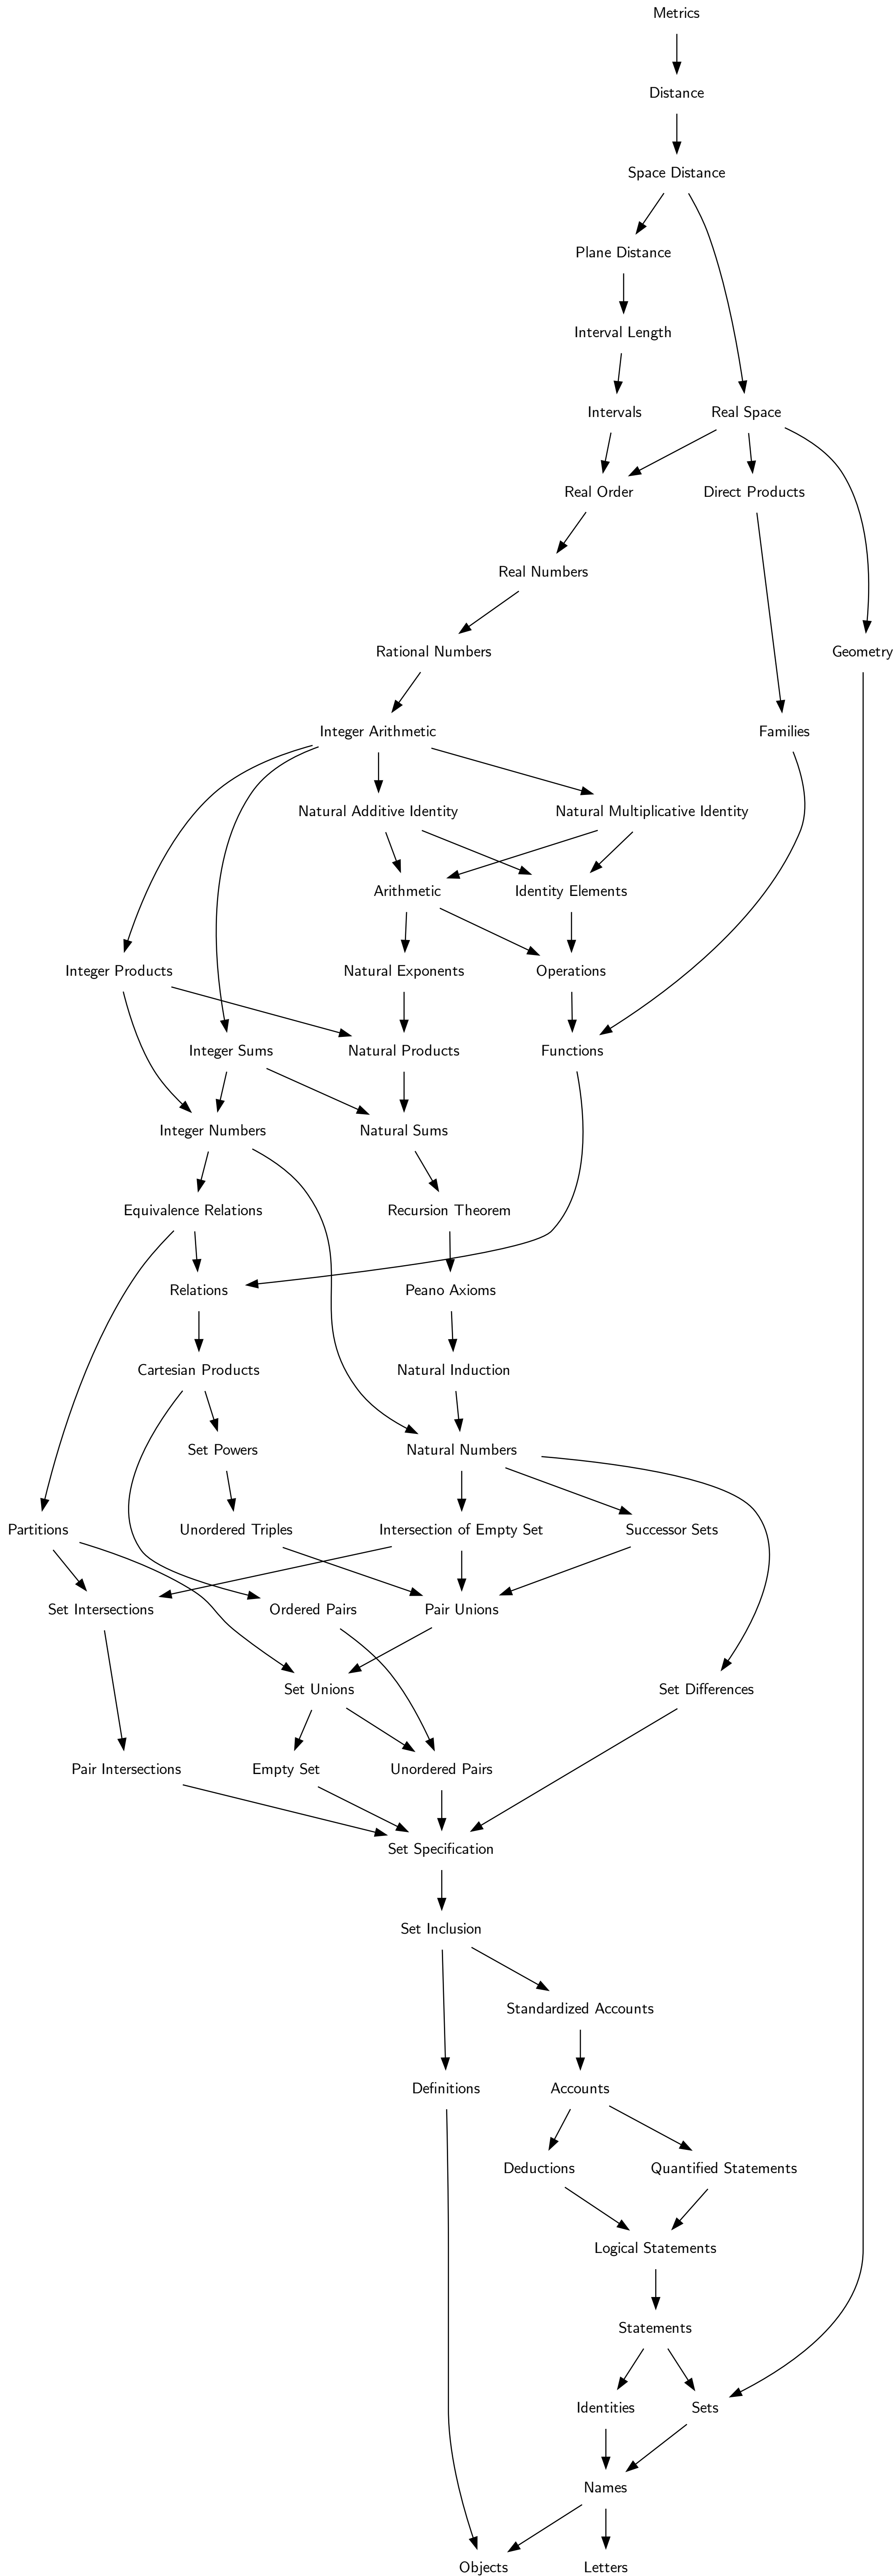 Metrics
Distance
Space Distance
Plane Distance
Interval Length
Intervals
Real Space
Real Order
Direct Products
Real Numbers
Rational Numbers
Geometry
Integer Arithmetic
Families
Natural Additive Identity
Natural Multiplicative Identity
Arithmetic
Identity Elements
Integer Products
Natural Exponents
Operations
Integer Sums
Natural Products
Functions
Integer Numbers
Natural Sums
Equivalence Relations
Recursion Theorem
Relations
Peano Axioms
Cartesian Products
Natural Induction
Set Powers
Natural Numbers
Partitions
Unordered Triples
Intersection of Empty Set
Successor Sets
Set Intersections
Ordered Pairs
Pair Unions
Set Unions
Set Differences
Pair Intersections
Empty Set
Unordered Pairs
Set Specification
Set Inclusion
Standardized Accounts
Definitions
Accounts
Deductions
Quantified Statements
Logical Statements
Statements
Identities
Sets
Names
Objects
Letters